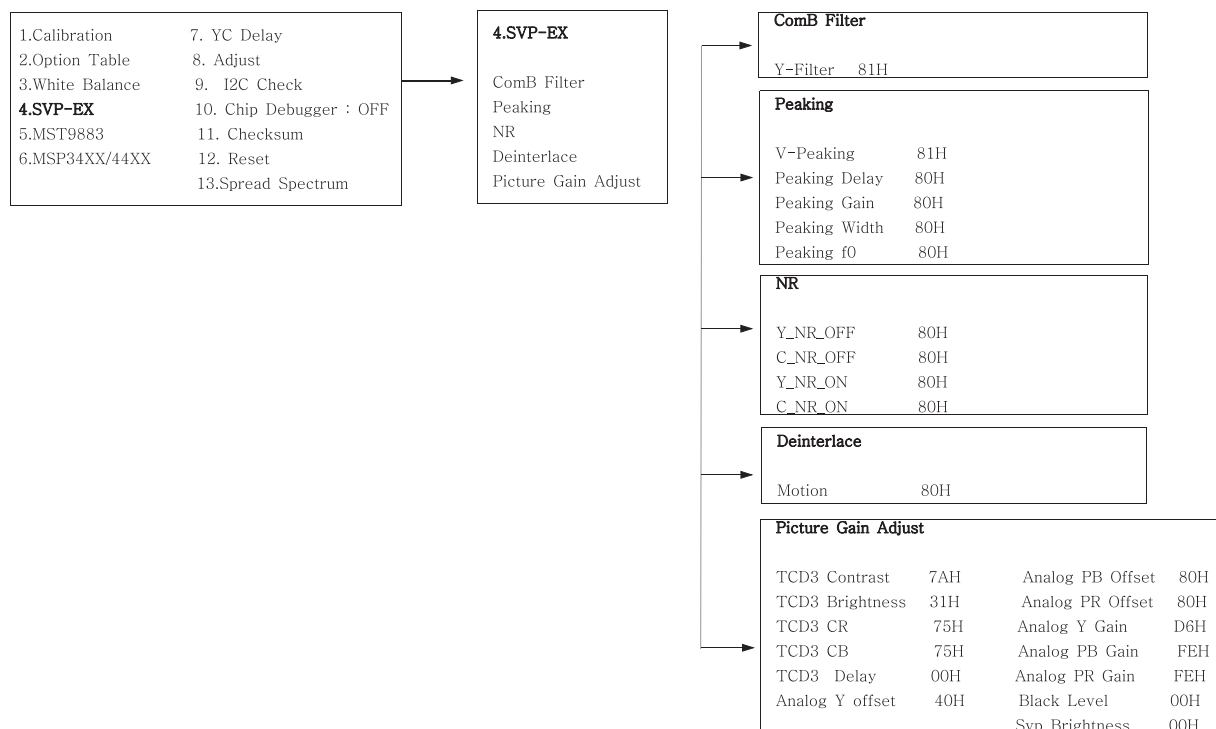 1.Calibration 7. YC Delay
2.Option Table 8. Adjust
3.White Balance 9. I2C Check
4.SVP-EX 10. Chip Debugger : OFF
5.MST9883 11. Checksum
6.MSP34XX/44XX 12. Reset
13.Spread Spectrum
4.SVP-EX
ComB Filter
Peaking
NR
Deinterlace
Picture Gain Adjust
ComB Filter
Y-Filter 81H
Peaking
V-Peaking 81H
Peaking Delay 80H
Peaking Gain 80H
Peaking Width 80H
Peaking f0 80H
NR
Y_NR_OFF 80H
C_NR_OFF 80H
Y_NR_ON 80H
C_NR_ON 80H
Deinterlace
Motion 80H
Picture Gain Adjust
TCD3 Contrast 7AH Analog PB Offset 80H
TCD3 Brightness 31H Analog PR Offset 80H
TCD3 CR 75H Analog Y Gain D6H
TCD3 CB 75H Analog PB Gain FEH
TCD3 Delay 00H Analog PR Gain FEH
Analog Y offset 40H Black Level 00H
Svp Brightness 00H